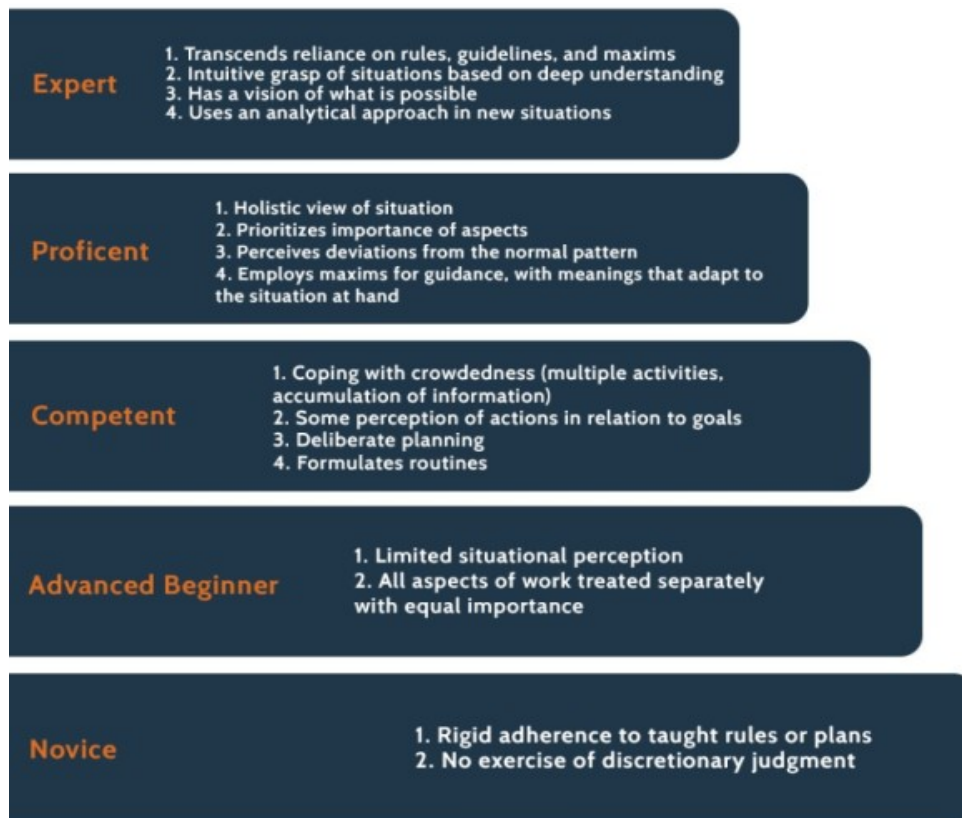 Expert
1. Transcends reliance on rules, guidelines, and maxims
2. Intuitive grasp of situations based on deep understanding
3. Has a vision of what is possible
4. Uses an analytical approach in new situations
Proficent
1. Holistic view of situation
2. Prioritizes importance of aspects
3. Perceives deviations from the normal pattern
4. Employs maxims for guidance, with meanings that adapt to
the situation at hand
Competent
1. Coping with crowdedness (multiple activities,
accumulation of information)
2. Some perception of actions in relation to goals
3. Deliberate planning
4. Formulates routines
Advanced Beginner
1. Limited situational perception
2. All aspects of work treated separately
with equal importance
Novice
1. Rigid adherence to taught rules or plans
2. No exercise of discretionary judgment